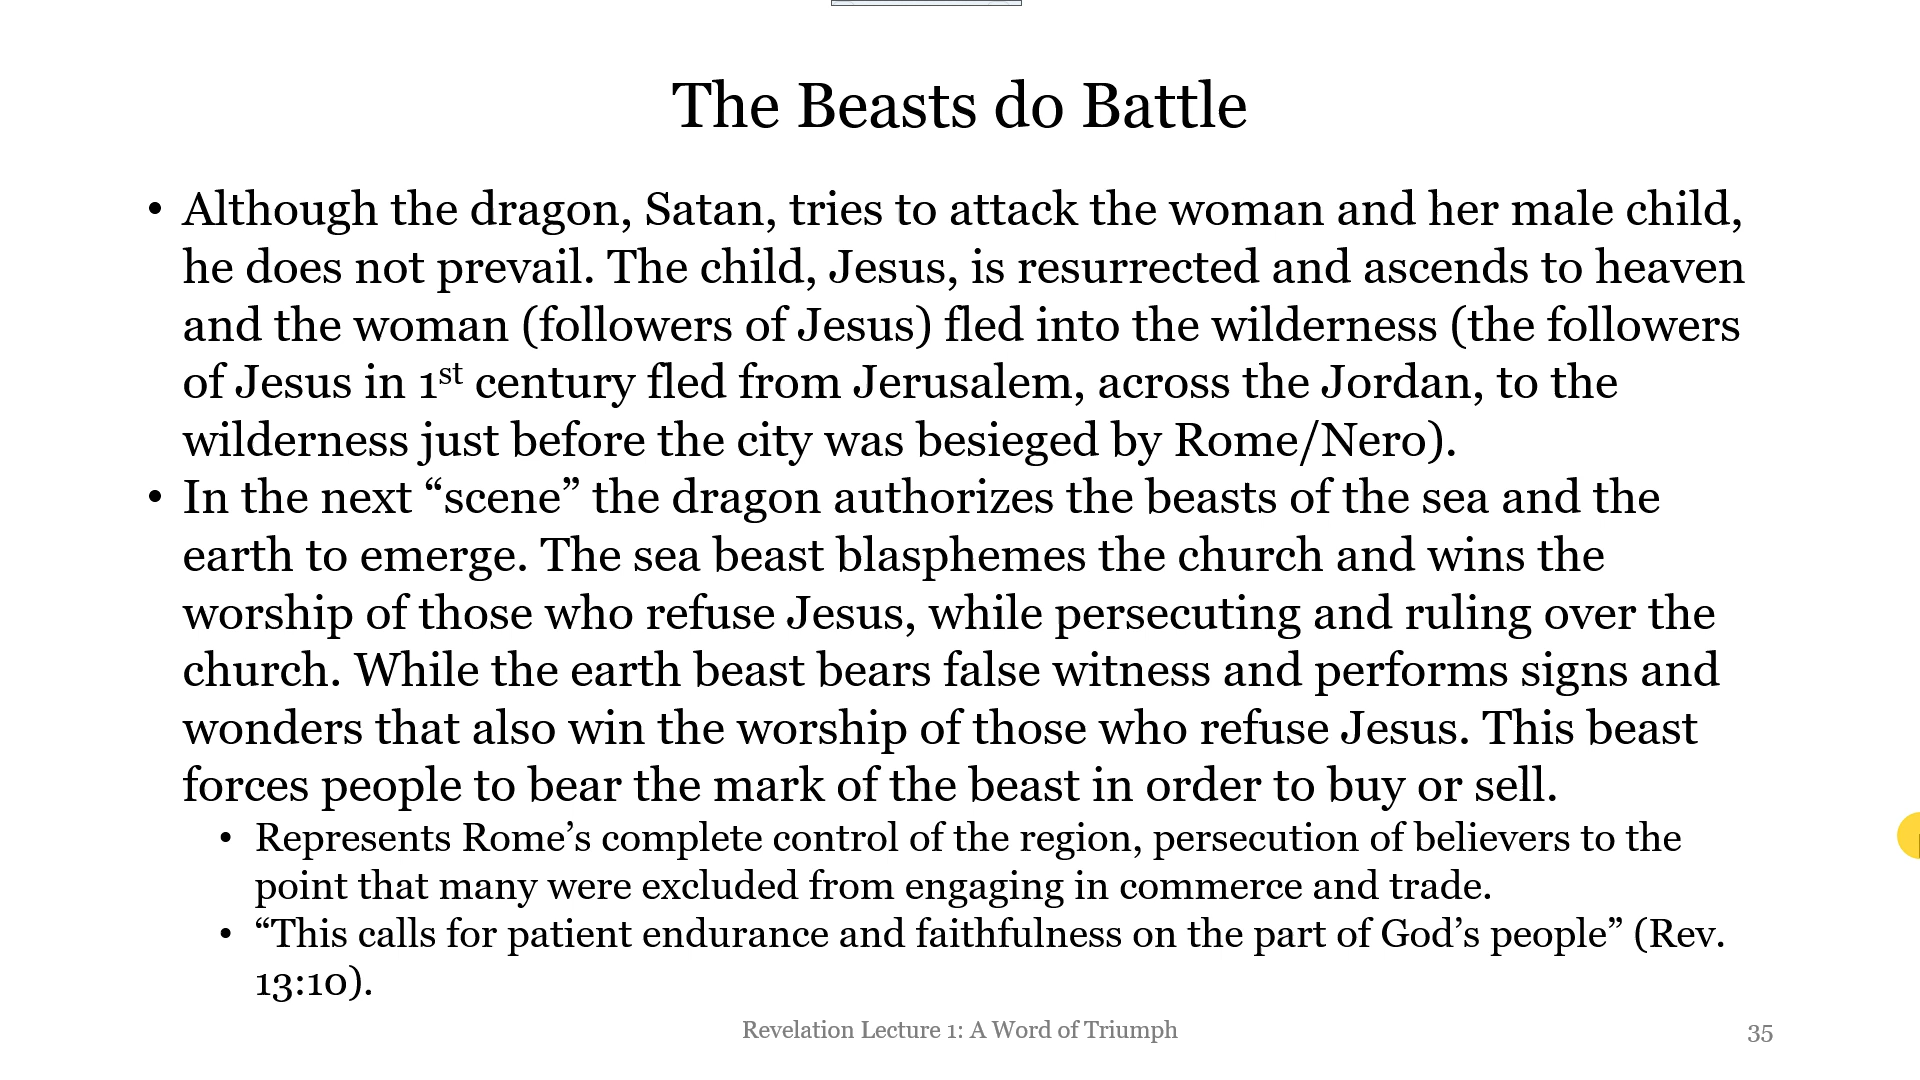 The Beasts do Battle
• Although the dragon, Satan, tries to attack the woman and her male child,
he does not prevail. The child, Jesus, is resurrected and ascends to heaven
and the woman (followers of Jesus) fled into the wilderness (the followers
of Jesus in 1st century fled from Jerusalem, across the Jordan, to the
wilderness just before the city was besieged by Rome/Nero).
• In the next “scene” the dragon authorizes the beasts of the sea and the
earth to emerge. The sea beast blasphemes the church and wins the
worship of those who refuse Jesus, while persecuting and ruling over the
church. While the earth beast bears false witness and performs signs and
wonders that also win the worship of those who refuse Jesus. This beast
forces people to bear the mark of the beast in order to buy or sell.
• Represents Rome’s complete control of the region, persecution of believers to the
point that many were excluded from engaging in commerce and trade.
• “This calls for patient endurance and faithfulness on the part of God’s people” (Rev.
13:10).
Revelation Lecture 1: A Word of Triumph
35